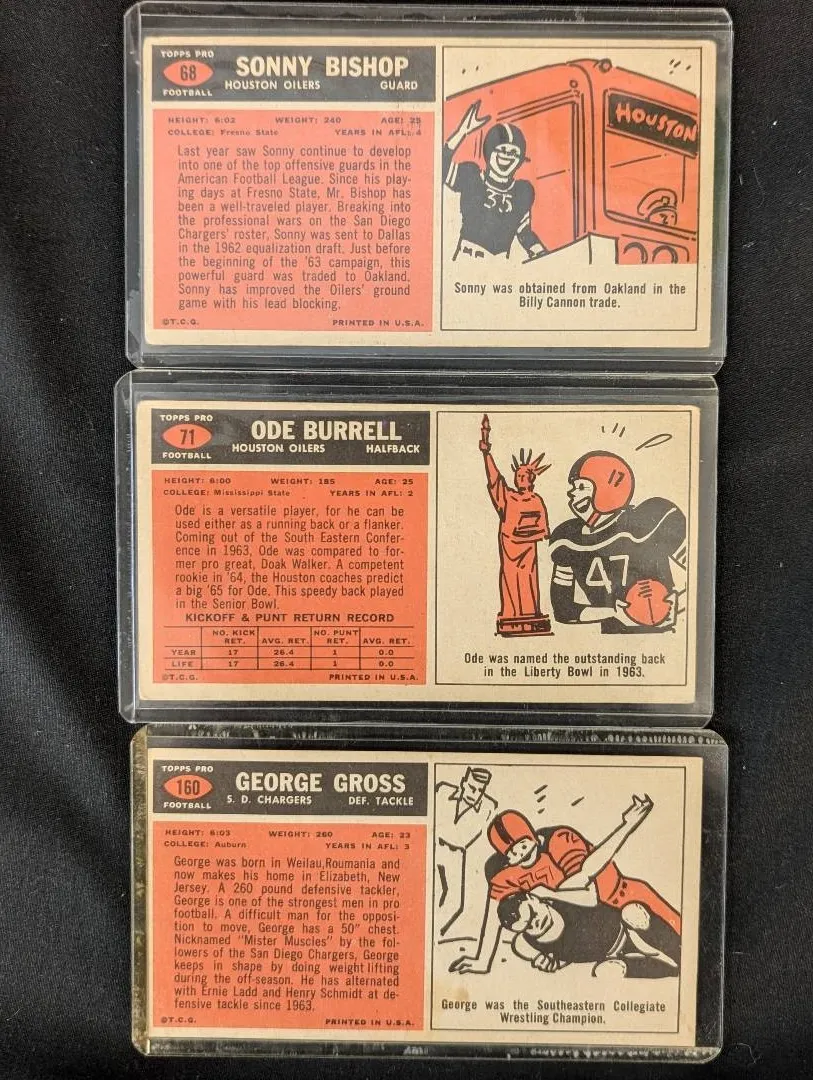 TOPPS PRO
68
FOOTBALL
SONNY BISHOP
HOUSTON OILERS GUARD
HEIGHT: 6:02 WEIGHT: 240 AGE: 25
COLLEGE: Fresno State YEARS IN AFL: 4
Last year saw Sonny continue to develop
into one of the top offensive guards in the
American Football League. Since his play-
ing days at Fresno State, Mr. Bishop has
been a well-traveled player. Breaking into
the professional wars on the San Diego
Chargers' roster, Sonny was sent to Dallas
in the 1962 equalization draft. Just before
the beginning of the '63 campaign, this
powerful guard was traded to Oakland.
Sonny has improved the Oilers' ground
game with his lead blocking.
©T.C.G. PRINTED IN U.S.A.
HOUSTON
35
Sonny was obtained from Oakland in the
Billy Cannon trade.
TOPPS PRO
71
FOOTBALL
ODE BURRELL
HOUSTON OILERS HALFBACK
HEIGHT: 6:00 WEIGHT: 185 AGE: 25
COLLEGE: Mississippi State YEARS IN AFL: 2
Ode is a versatile player, for he can be
used either as a running back or a flanker.
Coming out of the South Eastern Confer-
ence in 1963, Ode was compared to for-
mer pro great, Doak Walker. A competent
rookie in '64, the Houston coaches predict
a big '65 for Ode. This speedy back played
in the Senior Bowl.
KICKOFF & PUNT RETURN RECORD
NO. KICK RET. AVG. RET. NO. PUNT RET. AVG. RET.
YEAR 17 26.4 1 0.0
LIFE 17 26.4 1 0.0
©T.C.G. PRINTED IN U.S.A.
17
47
Ode was named the outstanding back
in the Liberty Bowl in 1963.
TOPPS PRO
160
FOOTBALL
GEORGE GROSS
S. D. CHARGERS DEF. TACKLE
HEIGHT: 6:03 WEIGHT: 260 AGE: 23
COLLEGE: Auburn YEARS IN AFL: 3
George was born in Weilau,Roumania and
now makes his home in Elizabeth, New
Jersey. A 260 pound defensive tackler,
George is one of the strongest men in pro
football. A difficult man for the opposi-
tion to move, George has a 50" chest.
Nicknamed "Mister Muscles" by the fol-
lowers of the San Diego Chargers, George
keeps in shape by doing weight lifting
during the off-season. He has alternated
with Ernie Ladd and Henry Schmidt at de-
fensive tackle since 1963.
©T.C.G. PRINTED IN U.S.A.
77
George was the Southeastern Collegiate
Wrestling Champion.